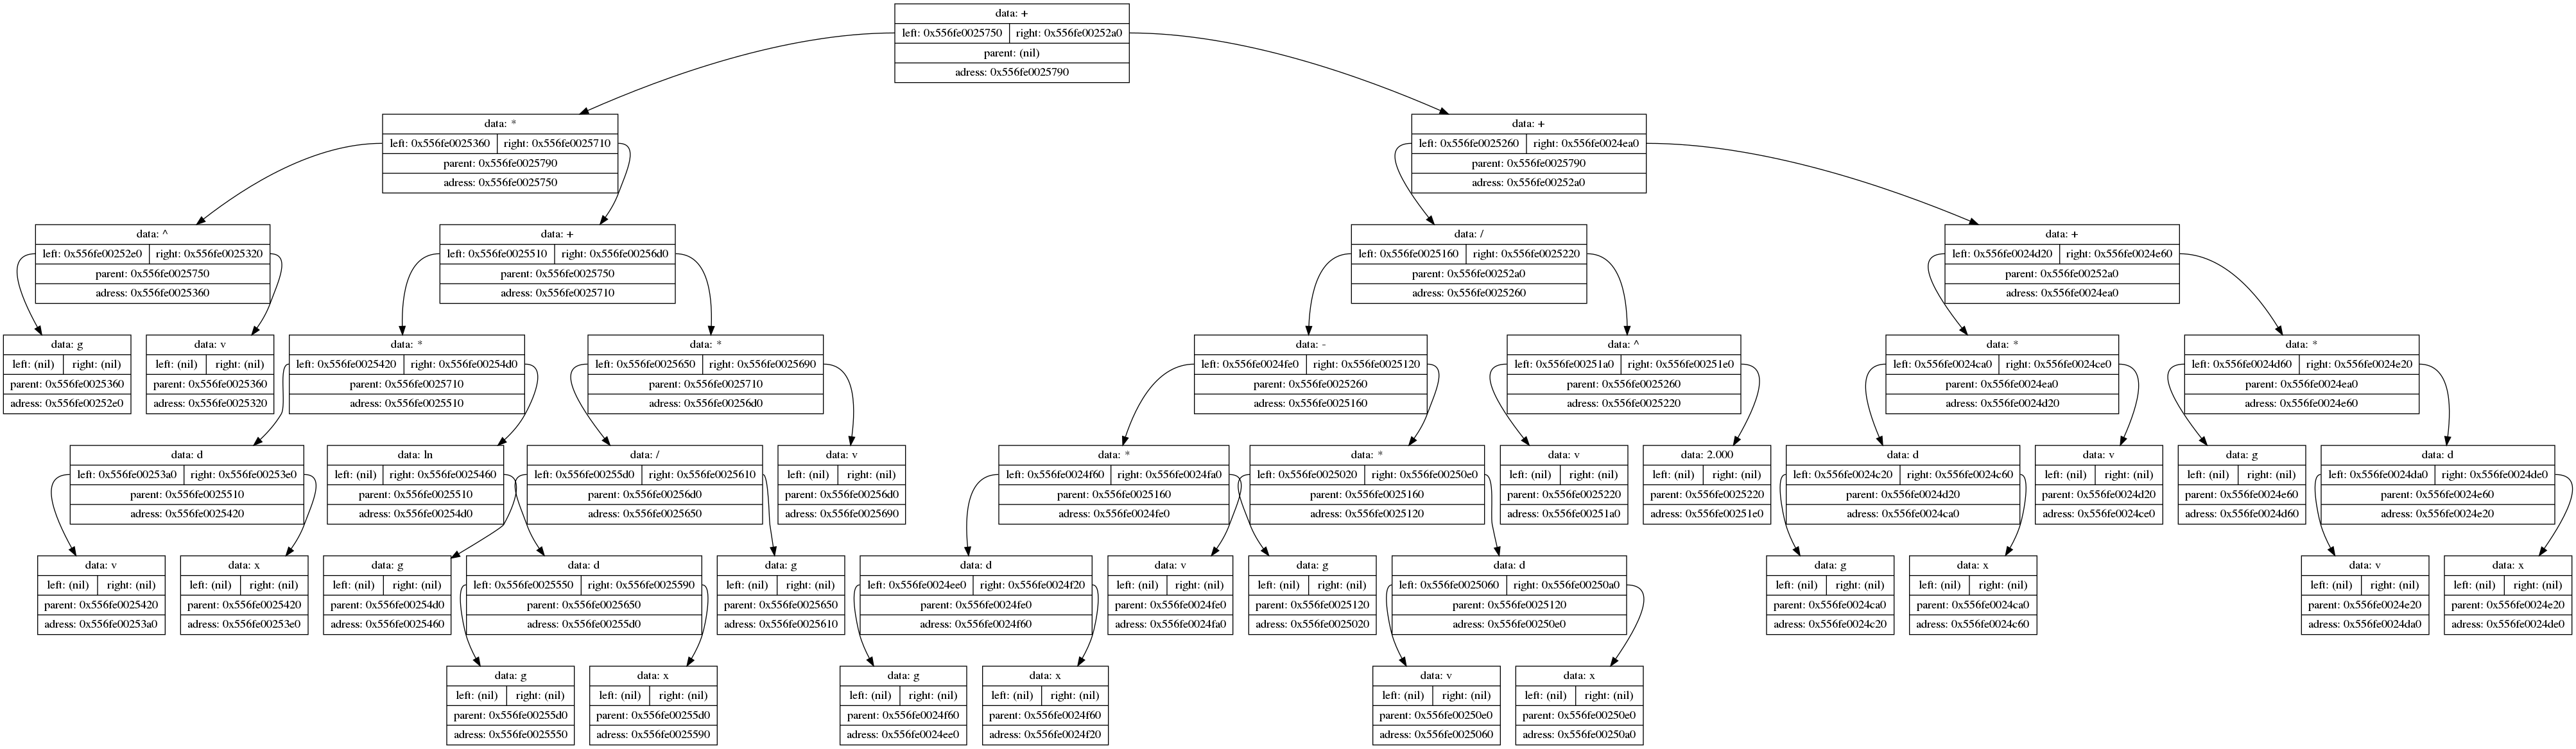 data: +
left: 0x556fe0025750 right: 0x556fe00252a0
parent: (nil)
adress: 0x556fe0025790
data: *
left: 0x556fe0025360 right: 0x556fe0025710
parent: 0x556fe0025790
adress: 0x556fe0025750
data: +
left: 0x556fe0025260 right: 0x556fe0024ea0
parent: 0x556fe0025790
adress: 0x556fe00252a0
data: ^
left: 0x556fe00252e0 right: 0x556fe0025320
parent: 0x556fe0025750
adress: 0x556fe0025360
data: +
left: 0x556fe0025510 right: 0x556fe00256d0
parent: 0x556fe0025750
adress: 0x556fe0025710
data: /
left: 0x556fe0025160 right: 0x556fe0025220
parent: 0x556fe00252a0
adress: 0x556fe0025260
data: +
left: 0x556fe0024d20 right: 0x556fe0024e60
parent: 0x556fe00252a0
adress: 0x556fe0024ea0
data: g
left: (nil) right: (nil)
parent: 0x556fe0025360
adress: 0x556fe00252e0
data: v
left: (nil) right: (nil)
parent: 0x556fe0025360
adress: 0x556fe0025320
data: *
left: 0x556fe0025420 right: 0x556fe00254d0
parent: 0x556fe0025710
adress: 0x556fe0025510
data: *
left: 0x556fe0025650 right: 0x556fe0025690
parent: 0x556fe0025710
adress: 0x556fe00256d0
data: -
left: 0x556fe0024fe0 right: 0x556fe0025120
parent: 0x556fe0025260
adress: 0x556fe0025160
data: ^
left: 0x556fe00251a0 right: 0x556fe00251e0
parent: 0x556fe0025260
adress: 0x556fe0025220
data: *
left: 0x556fe0024ca0 right: 0x556fe0024ce0
parent: 0x556fe0024ea0
adress: 0x556fe0024d20
data: *
left: 0x556fe0024d60 right: 0x556fe0024e20
parent: 0x556fe0024ea0
adress: 0x556fe0024e60
data: d
left: 0x556fe00253a0 right: 0x556fe00253e0
parent: 0x556fe0025510
adress: 0x556fe0025420
data: ln
left: (nil) right: 0x556fe0025460
parent: 0x556fe0025510
adress: 0x556fe00254d0
data: /
left: 0x556fe00255d0 right: 0x556fe0025610
parent: 0x556fe00256d0
adress: 0x556fe0025650
data: v
left: (nil) right: (nil)
parent: 0x556fe00256d0
adress: 0x556fe0025690
data: *
left: 0x556fe0024f60 right: 0x556fe0024fa0
parent: 0x556fe0025160
adress: 0x556fe0024fe0
data: *
left: 0x556fe0025020 right: 0x556fe00250e0
parent: 0x556fe0025160
adress: 0x556fe0025120
data: v
left: (nil) right: (nil)
parent: 0x556fe0025220
adress: 0x556fe00251a0
data: 2.000
left: (nil) right: (nil)
parent: 0x556fe0025220
adress: 0x556fe00251e0
data: d
left: 0x556fe0024c20 right: 0x556fe0024c60
parent: 0x556fe0024d20
adress: 0x556fe0024ca0
data: v
left: (nil) right: (nil)
parent: 0x556fe0024d20
adress: 0x556fe0024ce0
data: g
left: (nil) right: (nil)
parent: 0x556fe0024e60
adress: 0x556fe0024d60
data: d
left: 0x556fe0024da0 right: 0x556fe0024de0
parent: 0x556fe0024e60
adress: 0x556fe0024e20
data: v
left: (nil) right: (nil)
parent: 0x556fe0025420
adress: 0x556fe00253a0
data: x
left: (nil) right: (nil)
parent: 0x556fe0025420
adress: 0x556fe00253e0
data: g
left: (nil) right: (nil)
parent: 0x556fe00254d0
adress: 0x556fe0025460
data: d
left: 0x556fe0025550 right: 0x556fe0025590
parent: 0x556fe0025650
adress: 0x556fe00255d0
data: g
left: (nil) right: (nil)
parent: 0x556fe0025650
adress: 0x556fe0025610
data: d
left: 0x556fe0024ee0 right: 0x556fe0024f20
parent: 0x556fe0024fe0
adress: 0x556fe0024f60
data: v
left: (nil) right: (nil)
parent: 0x556fe0024fe0
adress: 0x556fe0024fa0
data: g
left: (nil) right: (nil)
parent: 0x556fe0025120
adress: 0x556fe0025020
data: d
left: 0x556fe0025060 right: 0x556fe00250a0
parent: 0x556fe0025120
adress: 0x556fe00250e0
data: g
left: (nil) right: (nil)
parent: 0x556fe0024ca0
adress: 0x556fe0024c20
data: x
left: (nil) right: (nil)
parent: 0x556fe0024ca0
adress: 0x556fe0024c60
data: v
left: (nil) right: (nil)
parent: 0x556fe0024e20
adress: 0x556fe0024da0
data: x
left: (nil) right: (nil)
parent: 0x556fe0024e20
adress: 0x556fe0024de0
data: g
left: (nil) right: (nil)
parent: 0x556fe00255d0
adress: 0x556fe0025550
data: x
left: (nil) right: (nil)
parent: 0x556fe00255d0
adress: 0x556fe0025590
data: g
left: (nil) right: (nil)
parent: 0x556fe0024f60
adress: 0x556fe0024ee0
data: x
left: (nil) right: (nil)
parent: 0x556fe0024f60
adress: 0x556fe0024f20
data: v
left: (nil) right: (nil)
parent: 0x556fe00250e0
adress: 0x556fe0025060
data: x
left: (nil) right: (nil)
parent: 0x556fe00250e0
adress: 0x556fe00250a0